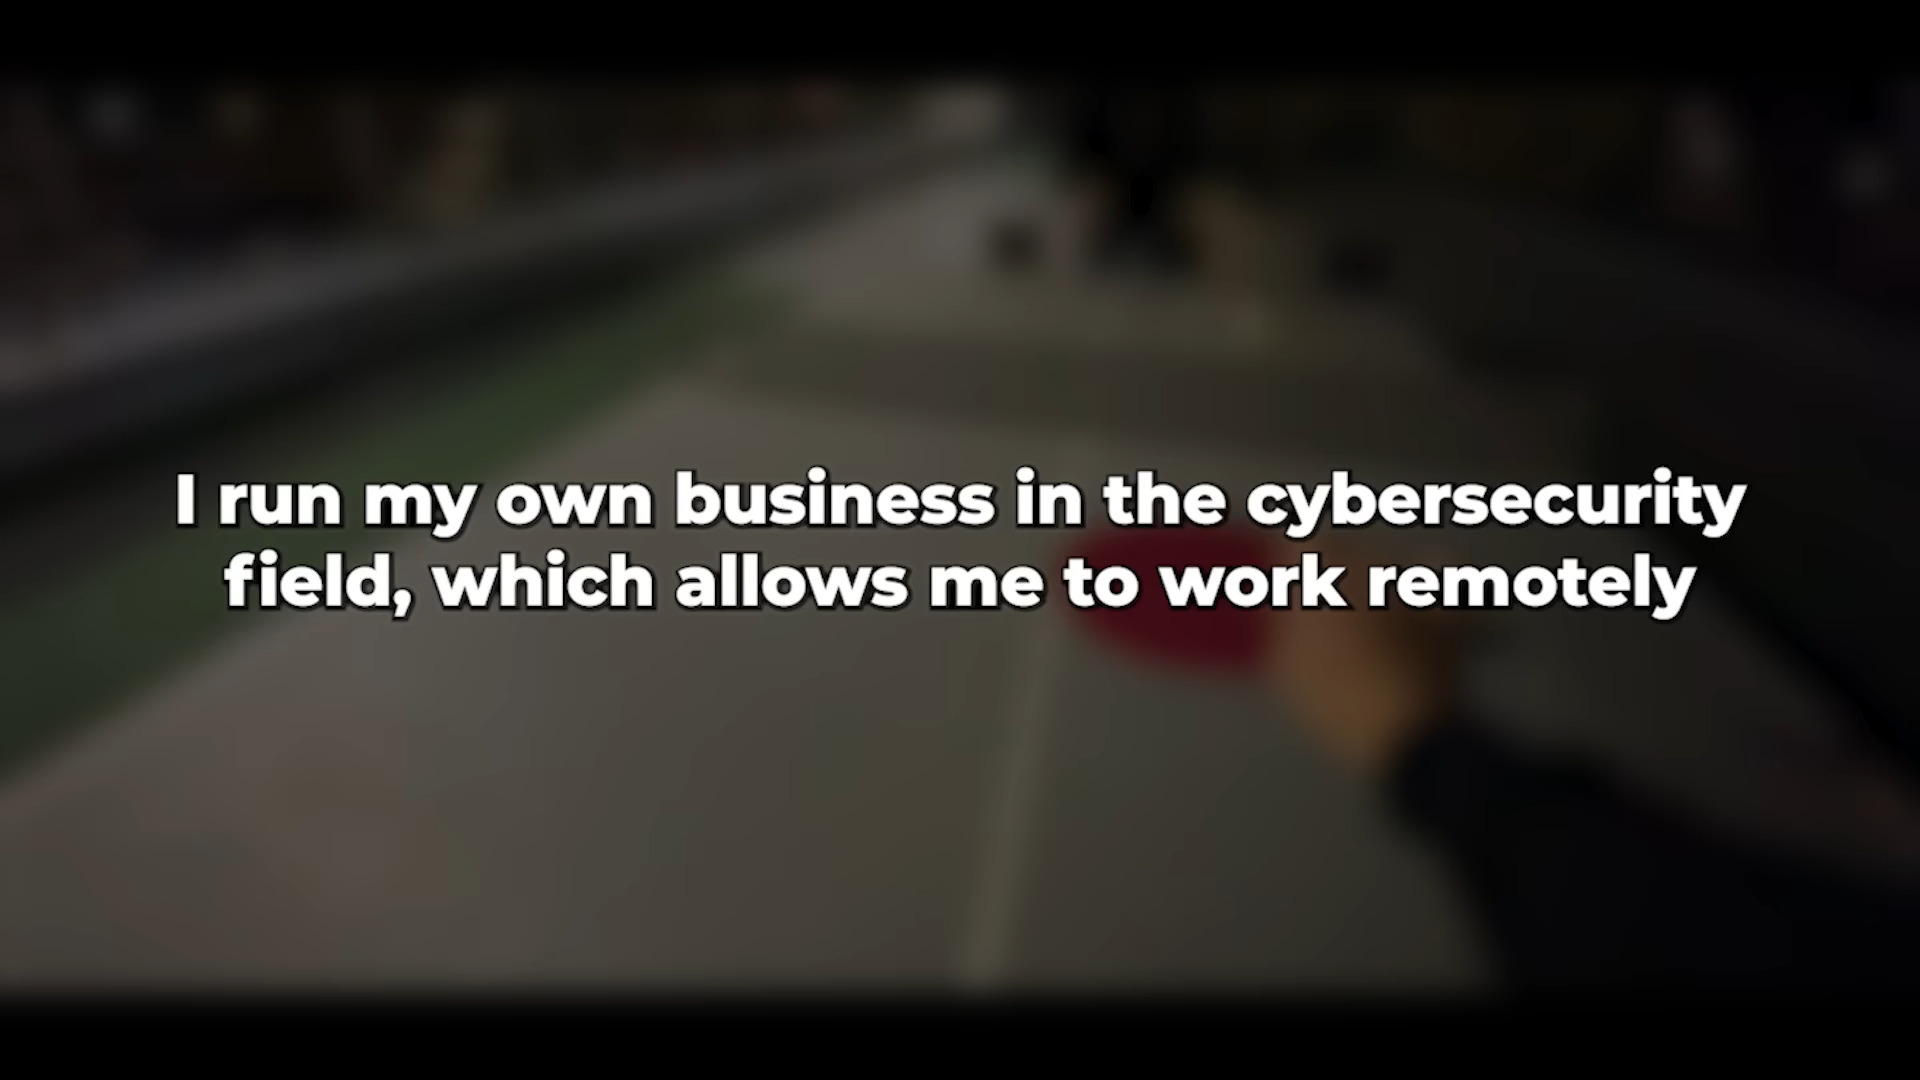 I run my own business in the cybersecurity
field, which allows me to work remotely